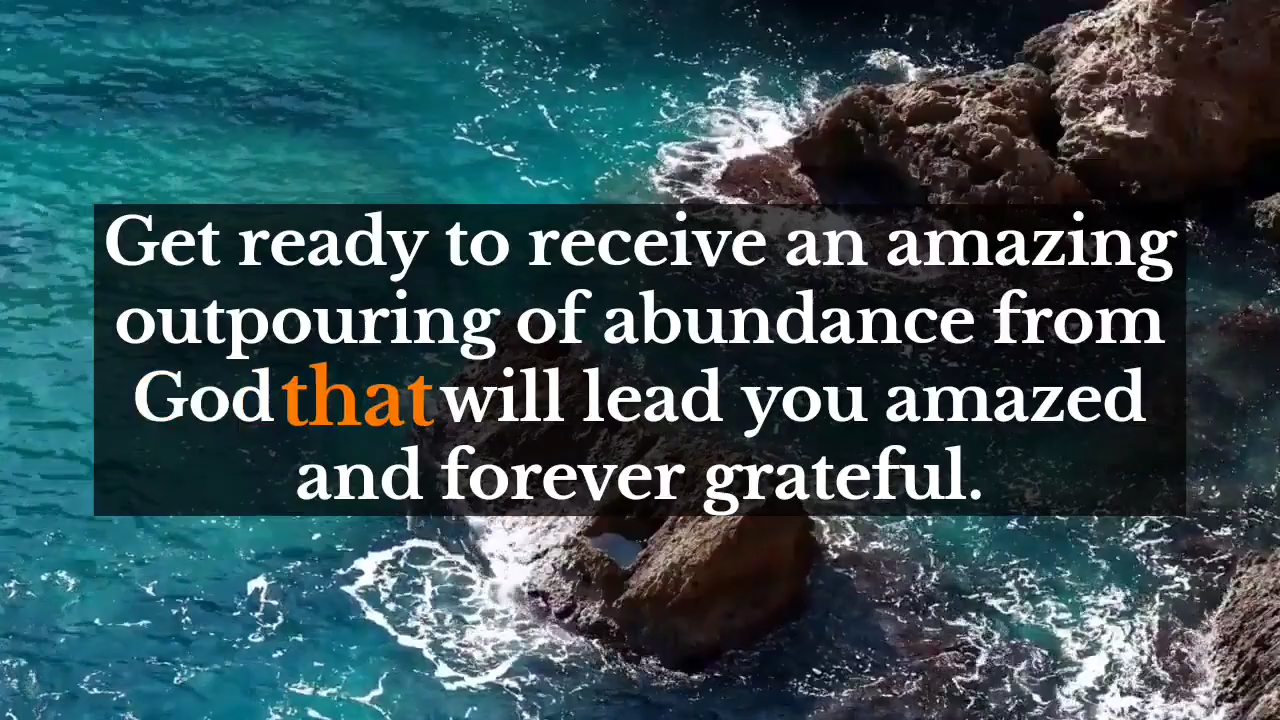 Get ready to receive an amazing
outpouring of abundance from
God that will lead you amazed
and forever grateful.